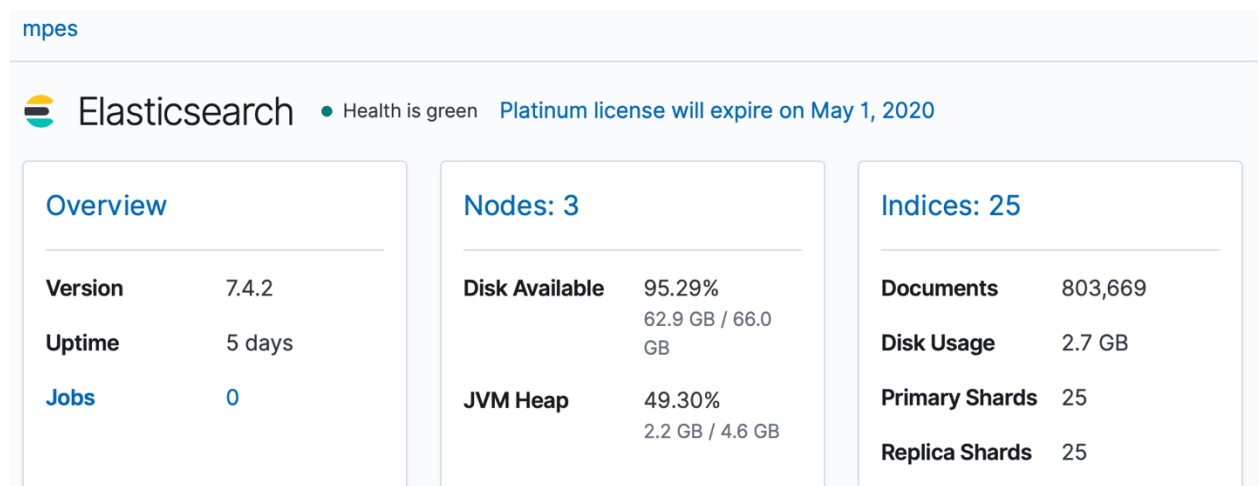 mpes
Elasticsearch Health is green Platinum license will expire on May 1, 2020
Overview
Version 7.4.2
Uptime 5 days
Jobs 0
Nodes: 3
Disk Available 95.29%
62.9 GB / 66.0
GB
JVM Heap 49.30%
2.2 GB / 4.6 GB
Indices: 25
Documents 803,669
Disk Usage 2.7 GB
Primary Shards 25
Replica Shards 25